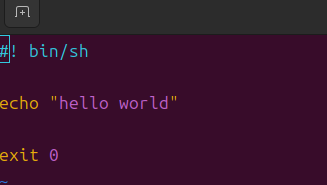 #! bin/sh
echo "hello world"
exit 0
~